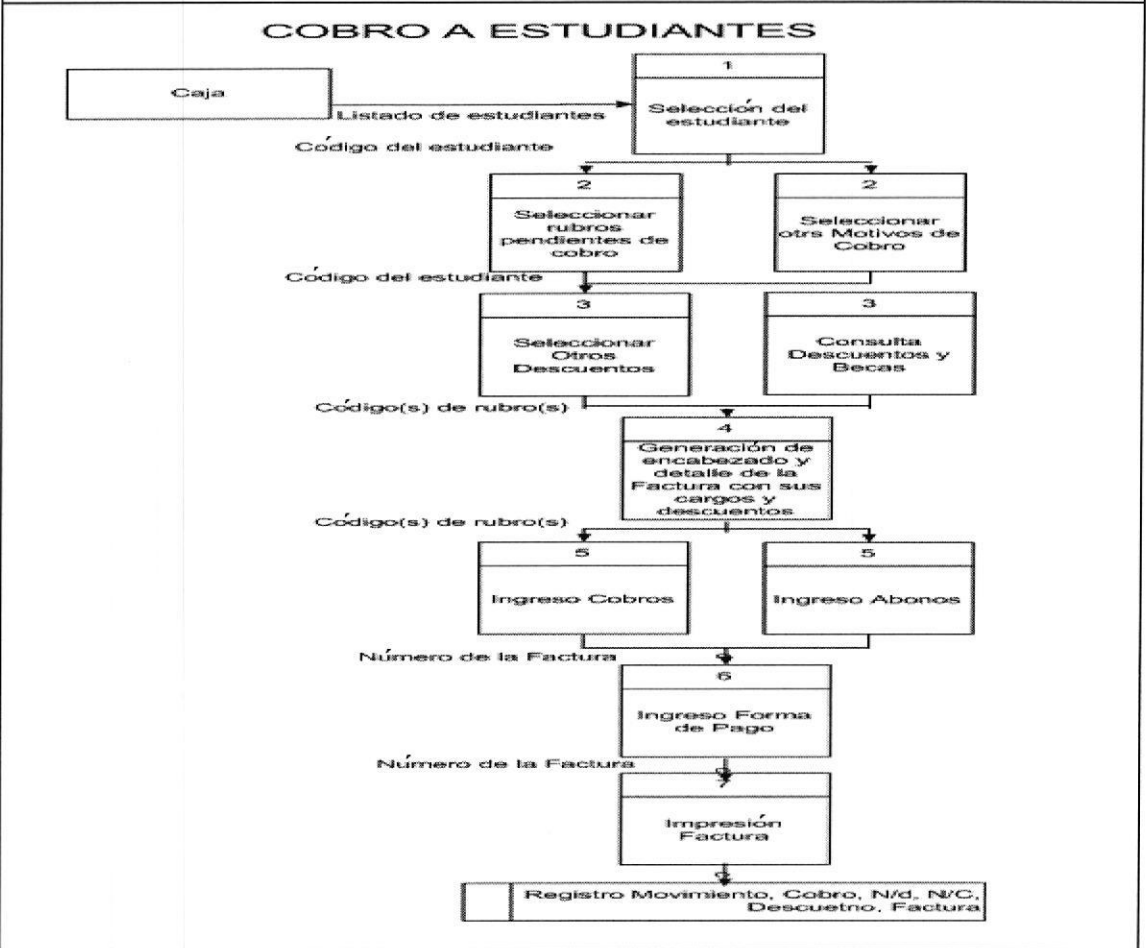 COBRO A ESTUDIANTES
Caja
Listado de estudiantes
1
Selección del
estudiante
Código del estudiante
2
Seleccionar
rubros
pendientes de
cobro
2
Seleccionar
otrs Motivos de
Cobro
Código del estudiante
3
Seleccionar
Otros
Descuentos
3
Consulta
Descuentos y
Becas
Código(s) de rubro(s)
4
Generación de
encabezado y
detalle de la
Factura con sus
cargos y
descuentos
Código(s) de rubro(s)
5
Ingreso Cobros
5
Ingreso Abonos
Número de la Factura
6
Ingreso Forma
de Pago
Número de la Factura
7
Impresión
Factura
Registro Movimiento, Cobro, N/d, N/C,
Descuetno, Factura